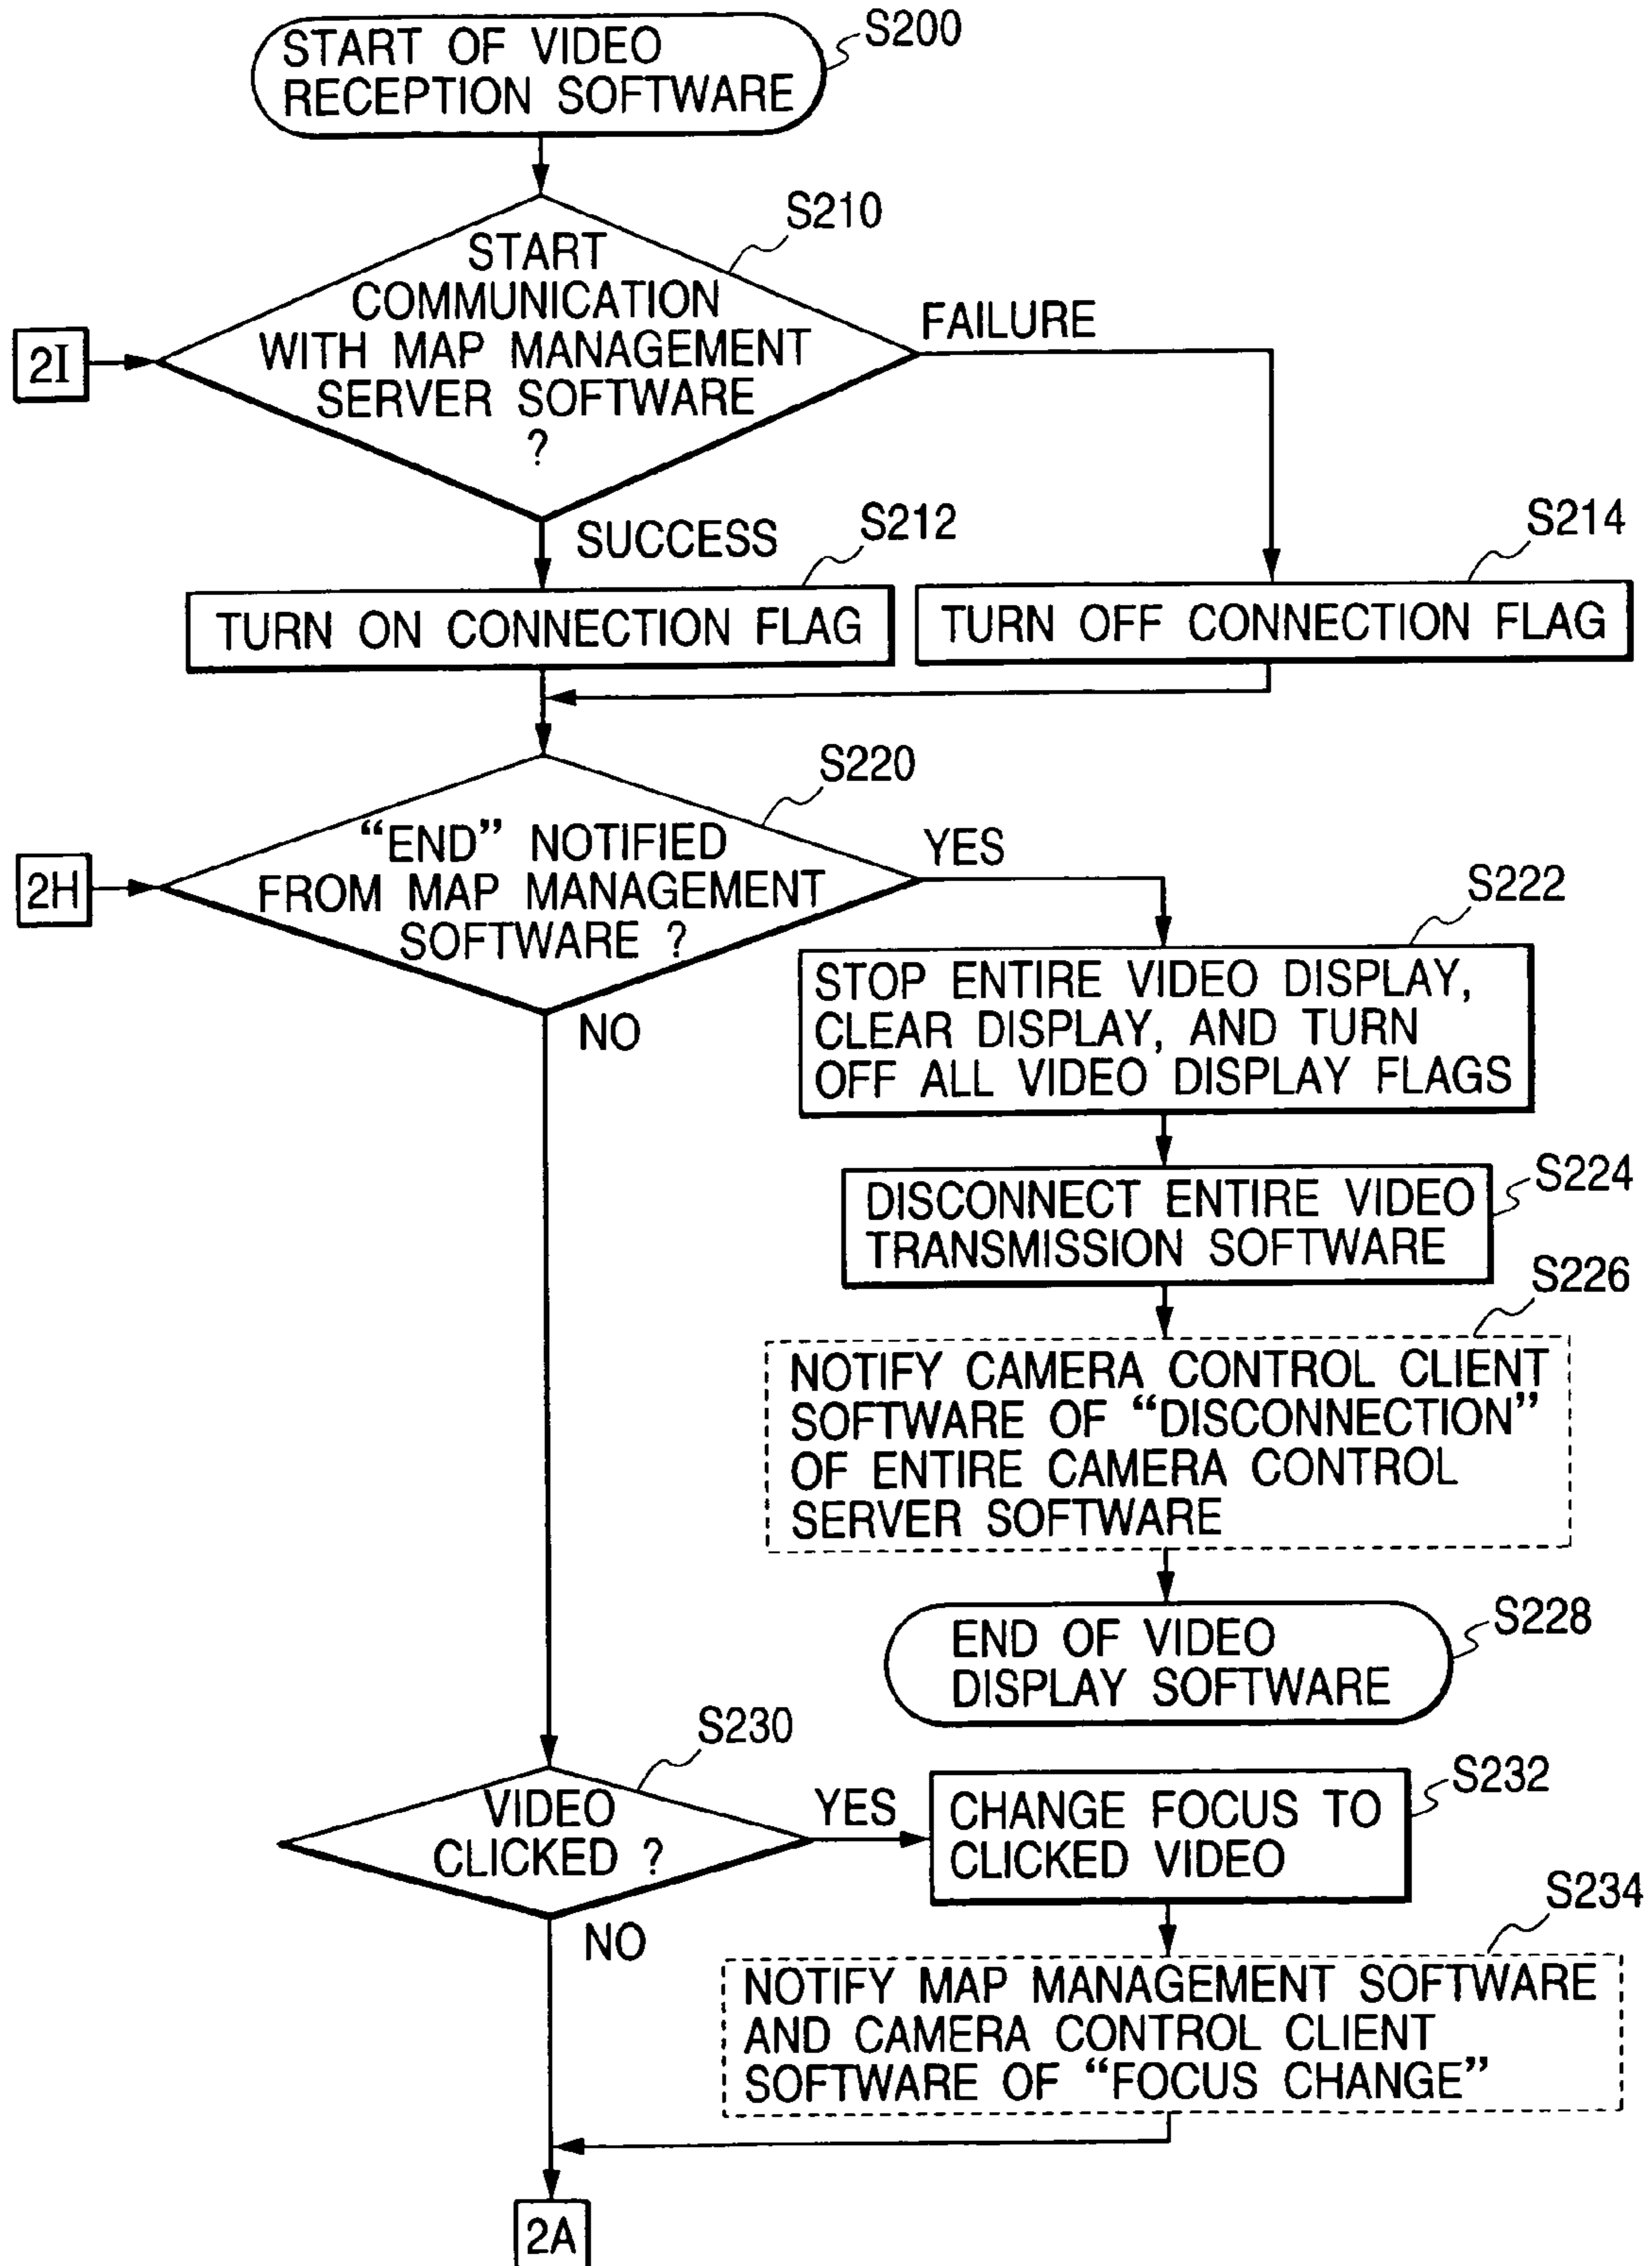 START OF VIDEO
RECEPTION SOFTWARE
S200
S210
START
COMMUNICATION
WITH MAP MANAGEMENT
SERVER SOFTWARE
?
2I
FAILURE
SUCCESS
S212
S214
TURN ON CONNECTION FLAG
TURN OFF CONNECTION FLAG
S220
“END” NOTIFIED
FROM MAP MANAGEMENT
SOFTWARE ?
2H
YES
NO
S222
STOP ENTIRE VIDEO DISPLAY,
CLEAR DISPLAY, AND TURN
OFF ALL VIDEO DISPLAY FLAGS
S224
DISCONNECT ENTIRE VIDEO
TRANSMISSION SOFTWARE
S226
NOTIFY CAMERA CONTROL CLIENT
SOFTWARE OF “DISCONNECTION”
OF ENTIRE CAMERA CONTROL
SERVER SOFTWARE
S228
END OF VIDEO
DISPLAY SOFTWARE
S230
VIDEO
CLICKED ?
YES
NO
S232
CHANGE FOCUS TO
CLICKED VIDEO
S234
NOTIFY MAP MANAGEMENT SOFTWARE
AND CAMERA CONTROL CLIENT
SOFTWARE OF “FOCUS CHANGE”
2A